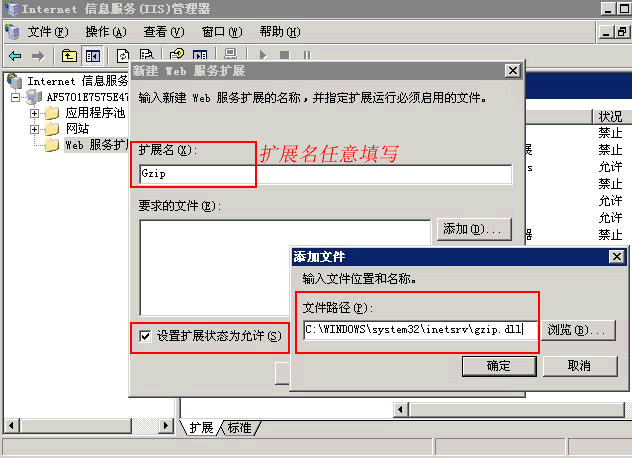 Internet 信息服务(IIS)管理器
文件(F) 操作(A) 查看(V) 窗口(W) 帮助(H)
Internet 信息服务
AF5701E7575E47
应用程序池
网站
Web 服务扩展
状况
禁止
禁止
允许
允许
允许
禁止
新建 Web 服务扩展
输入新建 Web 服务扩展的名称，并指定扩展运行必须启用的文件。
扩展名(X):
扩展名任意填写
Gzip
要求的文件(E):
添加(D)...
设置扩展状态为允许(S)
添加文件
输入文件位置和名称。
文件路径(P):
C:\WINDOWS\system32\inetsrv\gzip.dll
浏览(B)...
确定
取消
扩展 标准